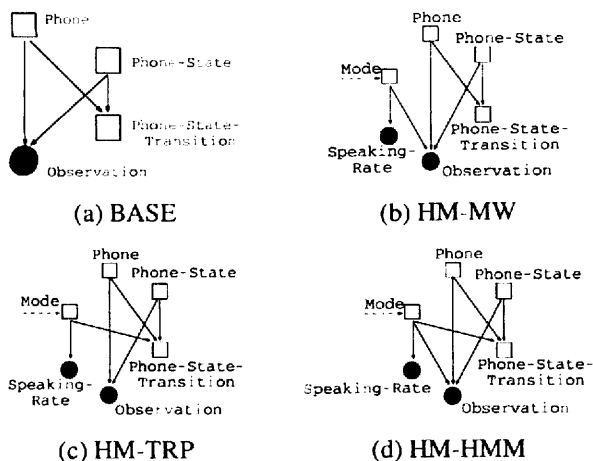 Phone
Phone-State
Phone-State-
Transition
Observation
(a) BASE
Phone
Phone-State
Mode
Phone-State-
Transition
Speaking-
Rate
Observation
(b) HM-MW
Phone
Phone-State
Mode
Phone-State-
Transition
Speaking-
Rate
Observation
(c) HM-TRP
Phone
Phone-State
Mode
Phone-State-
Transition
Speaking-Rate
Observation
(d) HM-HMM